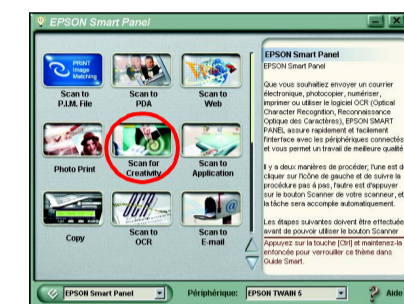 EPSON Smart Panel
PRINT
Image
Matching
Scan to
P.I.M. File
Scan to
PDA
Scan to
Web
Photo Print
Scan for
Creativity
Scan to
Application
Copy
OCR
Scan to
OCR
Scan to
E-mail
EPSON Smart Panel
EPSON Smart Panel
Que vous souhaitiez envoyer un courrier
électronique, photocopier, numériser,
imprimer ou utiliser le logiciel OCR (Optical
Character Recognition, Reconnaissance
Optique des Caractères), EPSON SMART
PANEL assure rapidement et facilement
l'interface avec les périphériques connectés
et vous permet un travail de meilleure qualité
Il y a deux manières de procéder; l'une est d
cliquer sur l'icône de gauche et de suivre la
procédure pas à pas, l'autre est d'appuyer
sur le bouton Scanner de votre scanneur, et
la tâche sera accomplie automatiquement.
Les étapes suivantes doivent être effectuée
avant de pouvoir utiliser le bouton Scanner
Appuyez sur la touche [Ctrl] et maintenez-la
enfoncée pour verrouiller ce thème dans
Guide Smart.
EPSON Smart Panel
Périphérique:
EPSON TWAIN 5
Aide